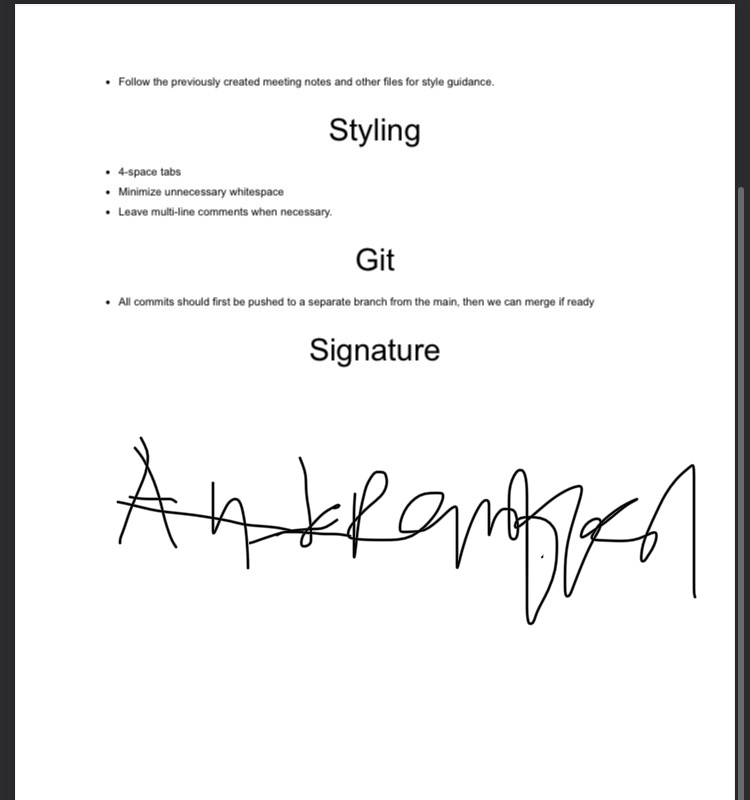 • Follow the previously created meeting notes and other files for style guidance.
Styling
• 4-space tabs
• Minimize unnecessary whitespace
• Leave multi-line comments when necessary.
Git
• All commits should first be pushed to a separate branch from the main, then we can merge if ready
Signature